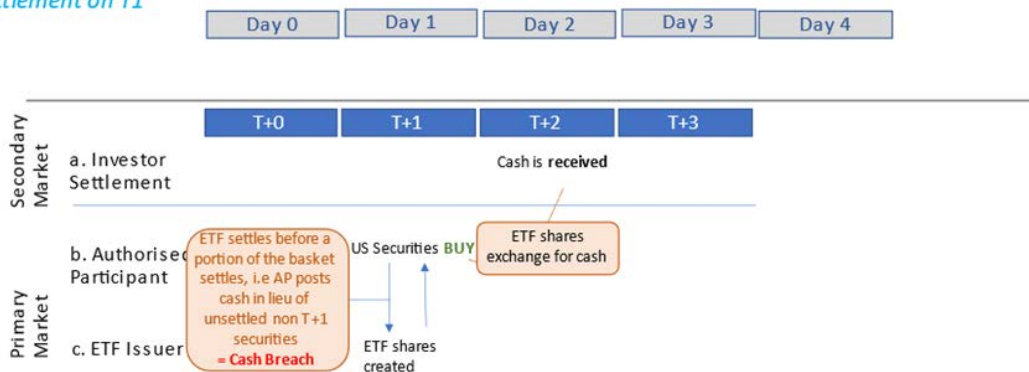 Day 0
Day 1
Day 2
Day 3
Day 4
Secondary
Market
T+0
T+1
T+2
T+3
a. Investor
Settlement
Cash is received
Primary
Market
b. Authorised
Participant
ETF settles before a
portion of the basket
settles, i.e AP posts
cash in lieu of
unsettled non T+1
securities
= Cash Breach
US Securities BUY
ETF shares
exchange for cash
c. ETF Issuer
ETF shares
created